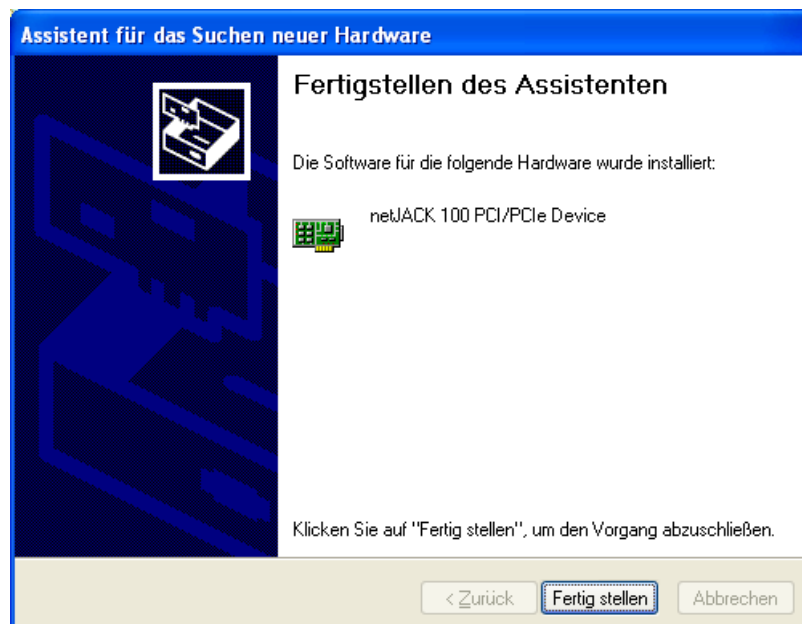 Assistent für das Suchen neuer Hardware
Fertigstellen des Assistenten
Die Software für die folgende Hardware wurde installiert:
netJACK 100 PCI/PCIe Device
Klicken Sie auf "Fertig stellen", um den Vorgang abzuschließen.
< Zurück Fertig stellen Abbrechen